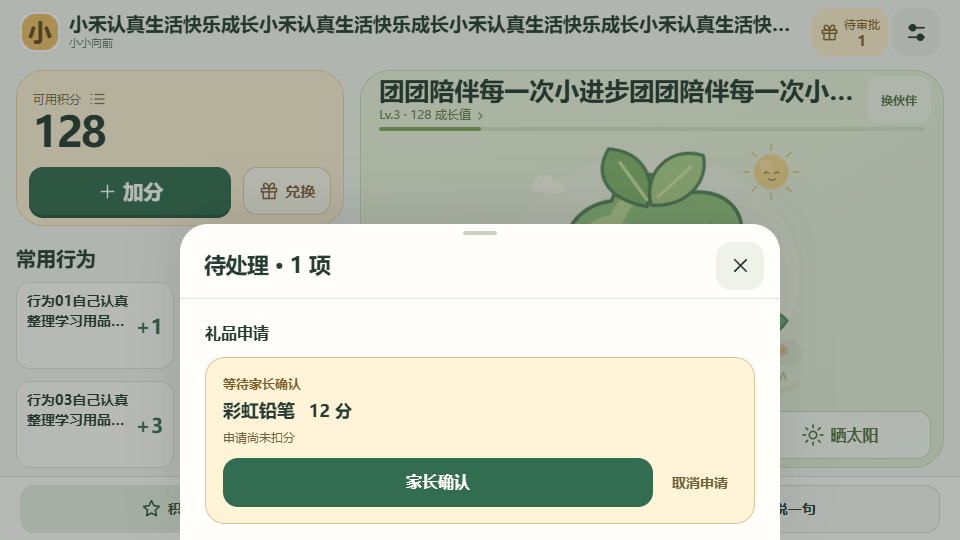 小
小禾认真生活快乐成长小禾认真生活快乐成长小禾认真生活快乐成长小禾认真生活快...
小小向前
待审批
1
可用积分
128
+ 加分
兑换
团团陪伴每一次小进步团团陪伴每一次小...
Lv.3 · 128 成长值 ›
换伙伴
常用行为
行为01自己认真
整理学习用品...
+1
行为03自己认真
整理学习用品...
+3
待处理 • 1 项
礼品申请
等待家长确认
彩虹铅笔 12 分
申请尚未扣分
家长确认
取消申请
晒太阳
积
一句